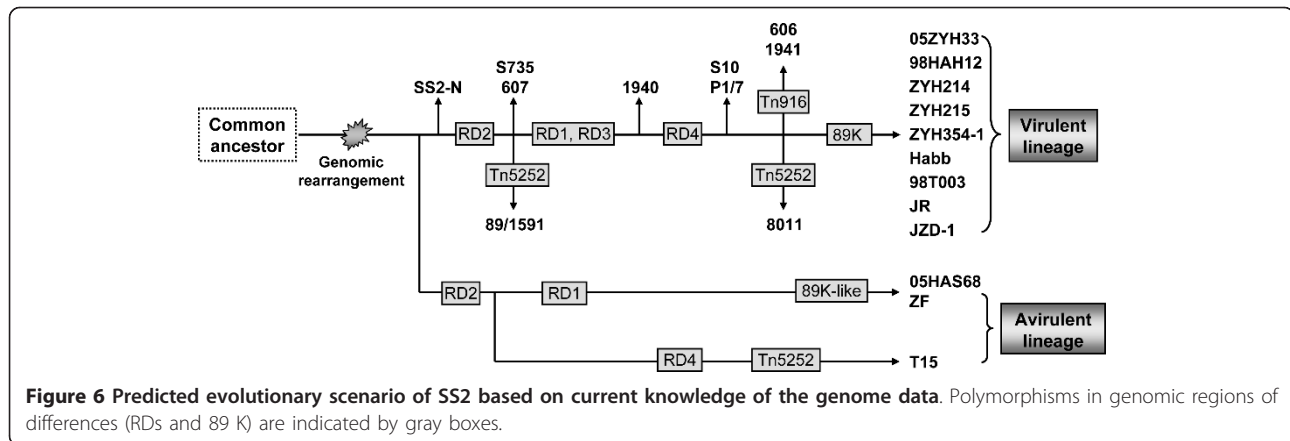 606
1941
S735
607
S10
P1/7
SS2-N
1940
Tn916
Common
ancestor
Genomic
rearrangement
RD2
RD1, RD3
RD4
89K
Tn5252
Tn5252
89/1591
8011
05ZYH33
98HAH12
ZYH214
ZYH215
ZYH354-1
Habb
98T003
JR
JZD-1
Virulent
lineage
RD2
RD1
89K-like
05HAS68
ZF
Avirulent
lineage
RD4
Tn5252
T15
Figure 6 Predicted evolutionary scenario of SS2 based on current knowledge of the genome data. Polymorphisms in genomic regions of
differences (RDs and 89 K) are indicated by gray boxes.